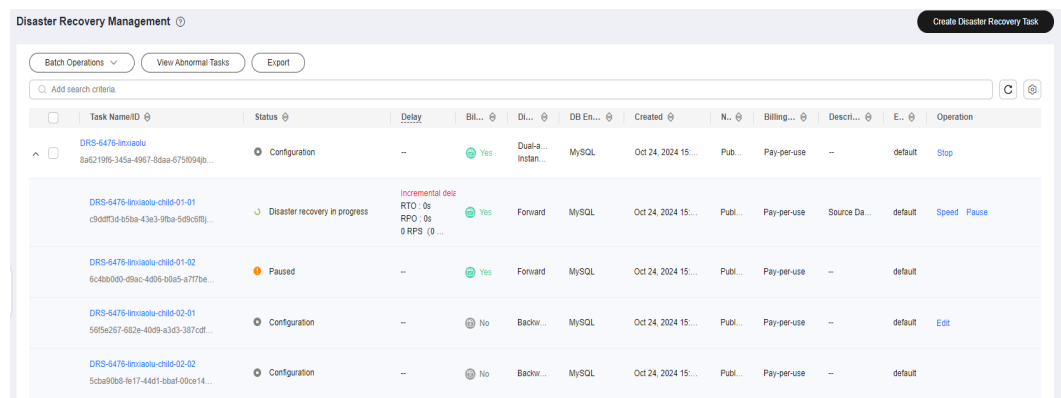 Disaster Recovery Management
Create Disaster Recovery Task
Batch Operations View Abnormal Tasks Export
Add search criteria.
Task Name/ID Status Delay Bil... Di... DB En... Created N.. Billing... Descri... E.. Operation
DRS-6476-linxiaolu
8a6219f6-345a-4967-8daa-675f094jb...
Configuration -- Yes Dual-a...
Instan...
MySQL Oct 24, 2024 15:... Pub... Pay-per-use -- default Stop
DRS-6476-linxiaolu-child-01-01
c9ddff3d-b5ba-43e3-9fba-5d9c6f8j...
Disaster recovery in progress
Incremental dela
RTO : 0s
RPO : 0s
0 RPS (0 ...
Yes Forward MySQL Oct 24, 2024 15:... Publ... Pay-per-use Source Da... default Speed Pause
DRS-6476-linxiaolu-child-01-02
6c4bb0d0-d9ac-4d06-b0a5-a7f7be...
Paused -- Yes Forward MySQL Oct 24, 2024 15:... Publ... Pay-per-use -- default
DRS-6476-linxiaolu-child-02-01
56f5e267-682e-40d9-a3d3-387cdf...
Configuration -- No Backw... MySQL Oct 24, 2024 15:... Publ... Pay-per-use -- default Edit
DRS-6476-linxiaolu-child-02-02
5cba90b8-fe17-44d1-bbaf-00ce14...
Configuration -- No Backw... MySQL Oct 24, 2024 15:... Publ... Pay-per-use -- default